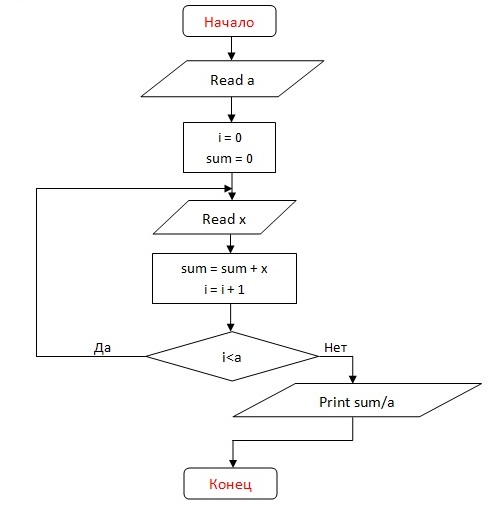 Начало
Read a
i = 0
sum = 0
Read x
sum = sum + x
i = i + 1
Да
i<a
Нет
Print sum/a
Конец